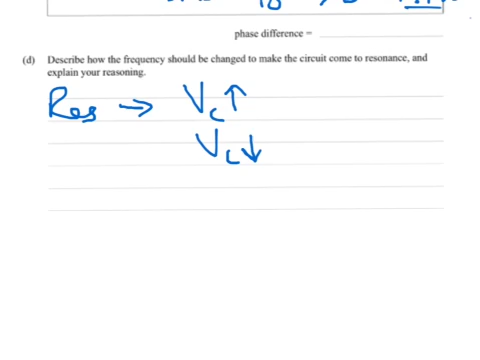 phase difference =
(d) Describe how the frequency should be changed to make the circuit come to resonance, and
explain your reasoning.
Res → V_C ↑
V_L ↓